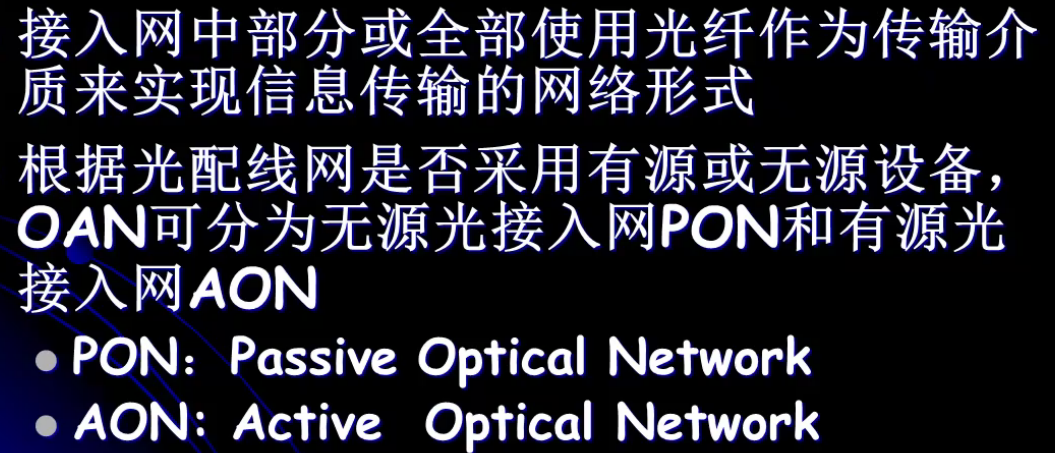 接入网中部分或全部使用光纤作为传输介
质来实现信息传输的网络形式
根据光配线网是否采用有源或无源设备，
OAN可分为无源光接入网PON和有源光
接入网AON
PON：Passive Optical Network
AON: Active Optical Network